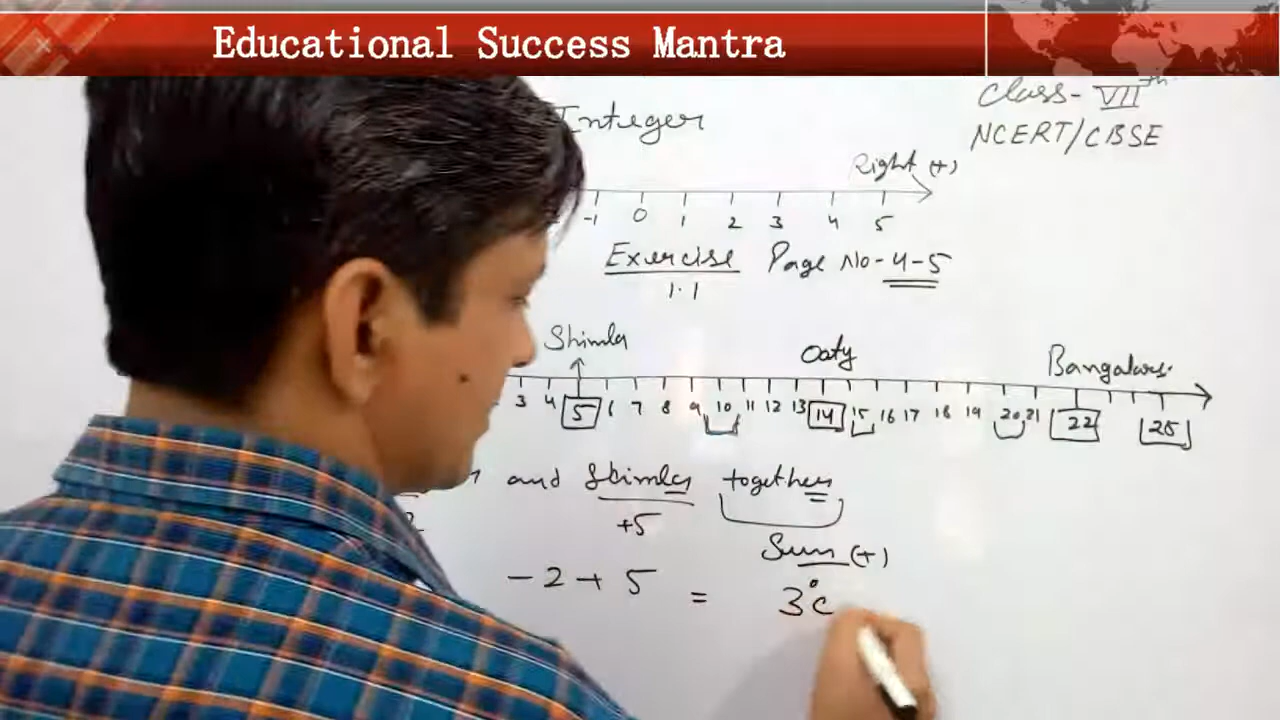 Educational Success Mantra
Class- VIIth
NCERT/CBSE
Integer
Right (+)
-1 0 1 2 3 4 5
Exercise Page No-4-5
1.1
Shimla Ooty Bangalore
3 4 5 6 7 8 9 10 11 12 13 14 15 16 17 18 19 20 21 22 25
and Shimla together
+5
Sum (+)
-2+5 = 3°c